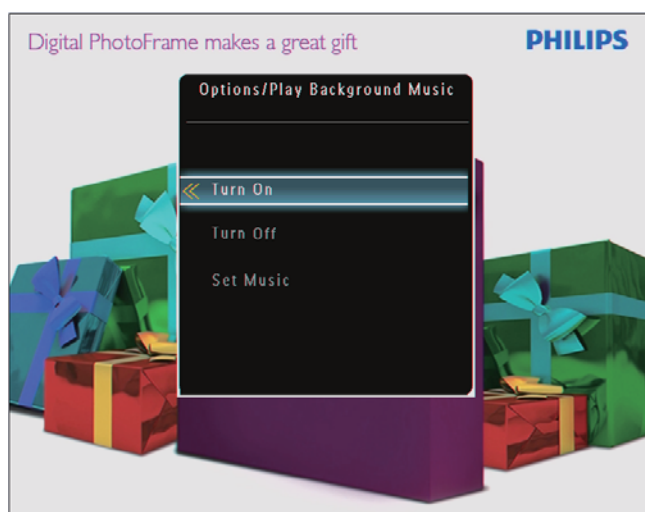 Digital PhotoFrame makes a great gift
PHILIPS
Options/Play Background Music
Turn On
Turn Off
Set Music